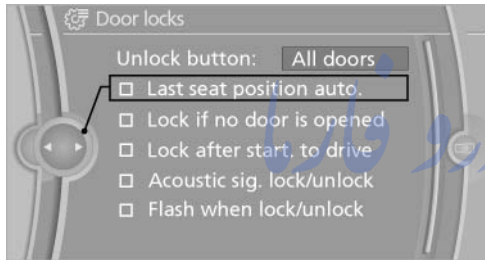 Door locks
Unlock button: All doors
Last seat position auto.
Lock if no door is opened
Lock after start. to drive
Acoustic sig. lock/unlock
Flash when lock/unlock